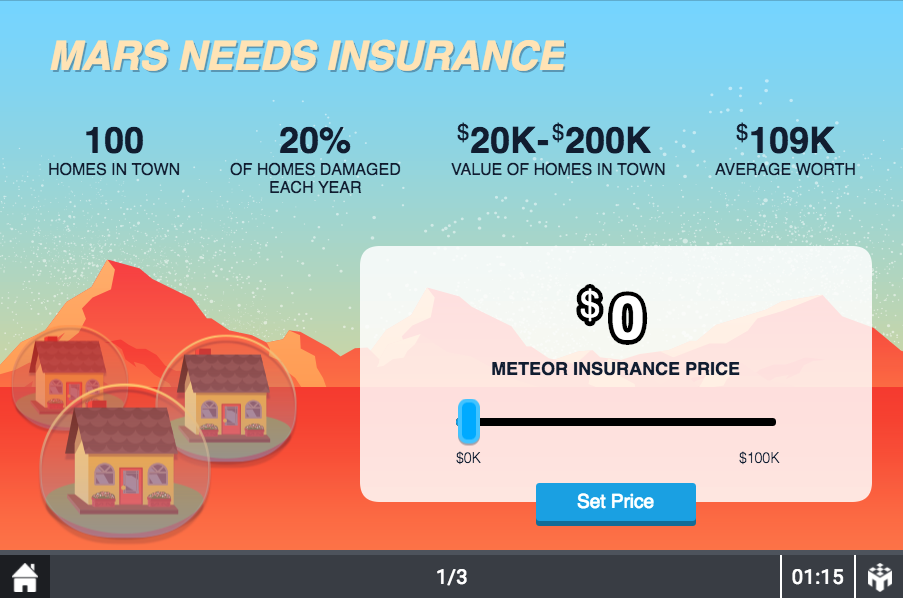 MARS NEEDS INSURANCE
100
HOMES IN TOWN
20%
OF HOMES DAMAGED
EACH YEAR
$20K-$200K
VALUE OF HOMES IN TOWN
$109K
AVERAGE WORTH
$0
METEOR INSURANCE PRICE
$0K
$100K
Set Price
1/3
01:15